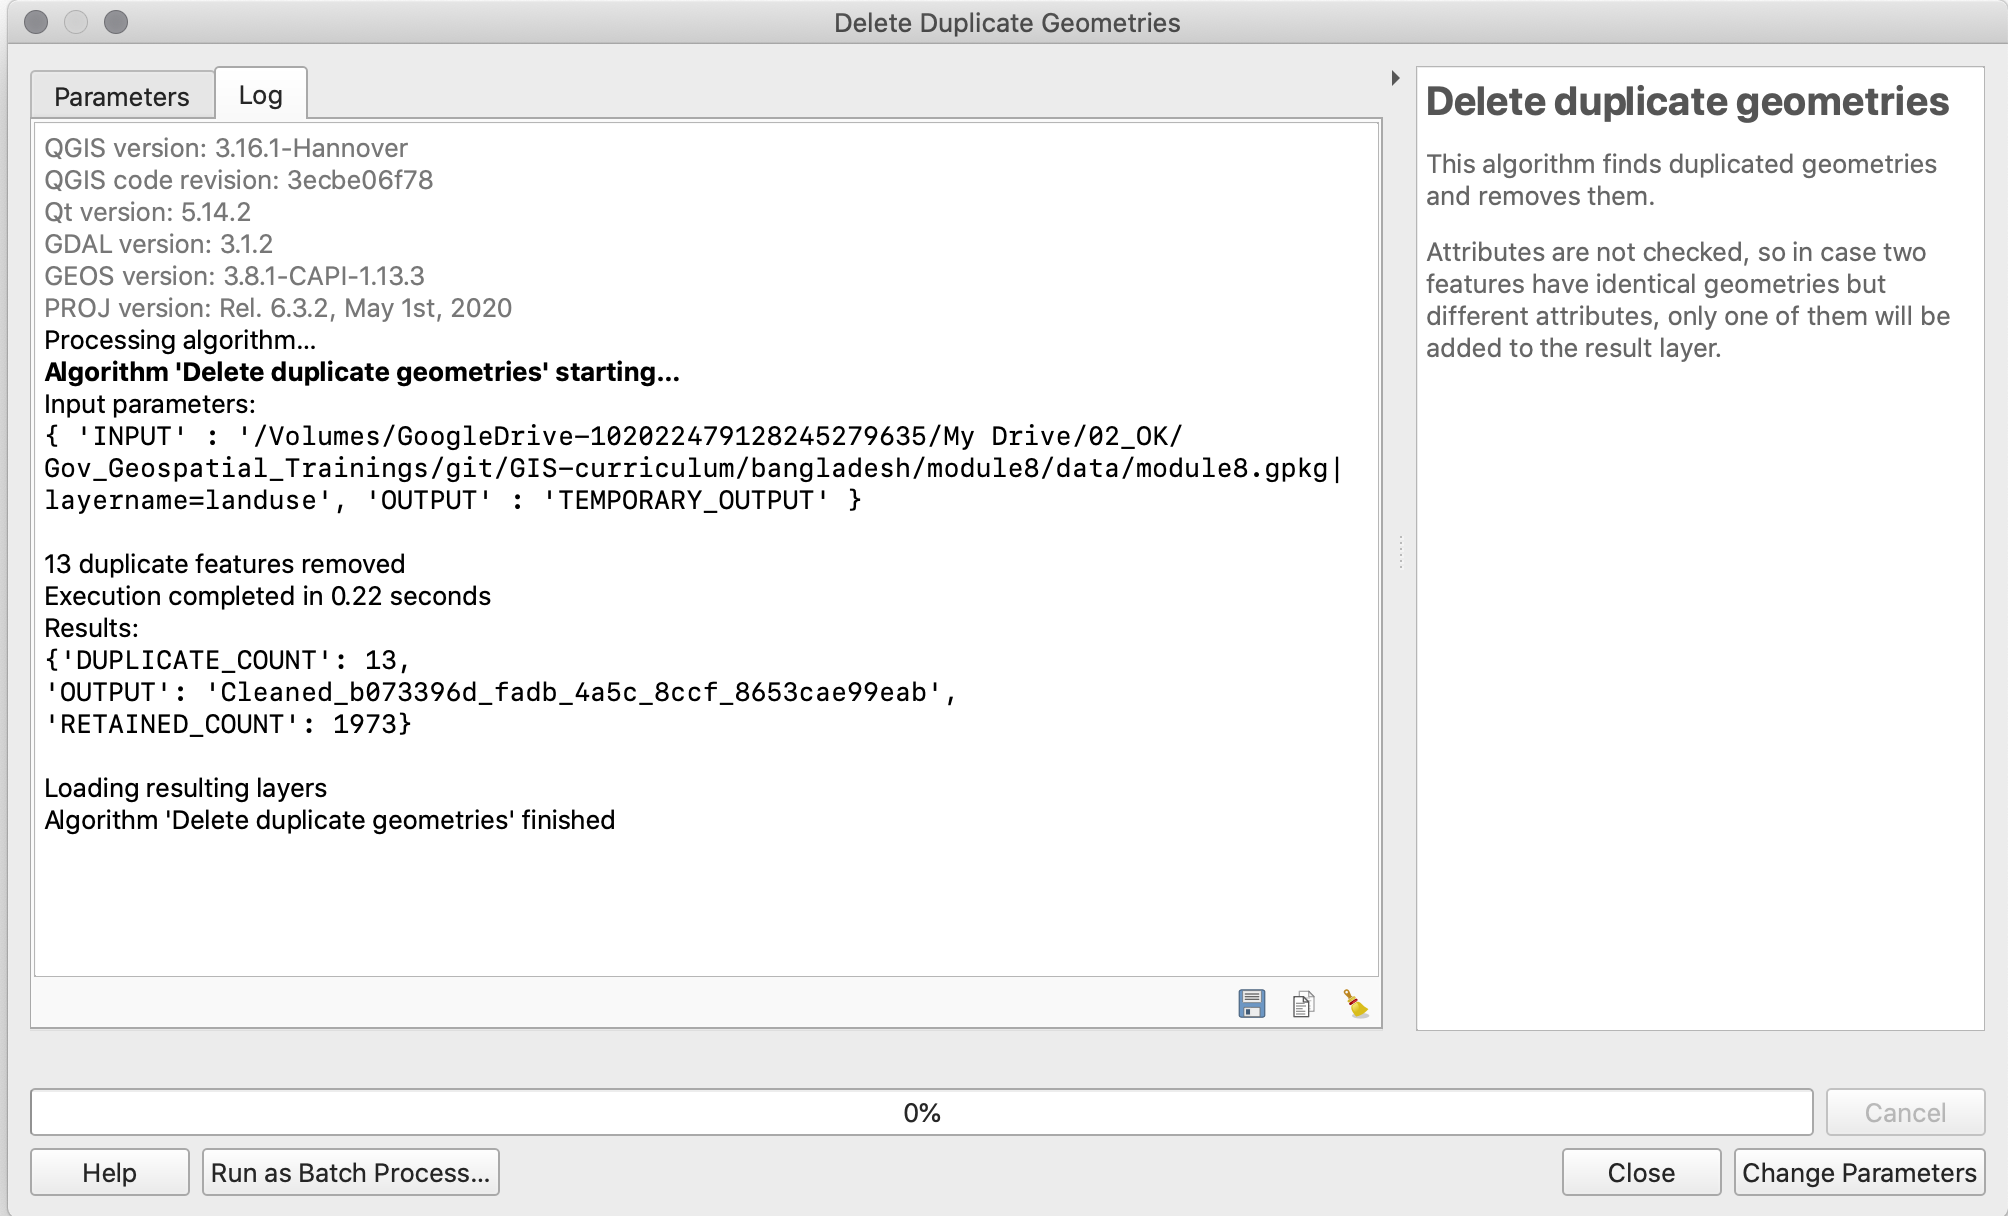 Delete Duplicate Geometries
Parameters
Log
QGIS version: 3.16.1-Hannover
QGIS code revision: 3ecbe06f78
Qt version: 5.14.2
GDAL version: 3.1.2
GEOS version: 3.8.1-CAPI-1.13.3
PROJ version: Rel. 6.3.2, May 1st, 2020
Processing algorithm...
Algorithm 'Delete duplicate geometries' starting...
Input parameters:
{ 'INPUT' : '/Volumes/GoogleDrive-102022479128245279635/My Drive/02_OK/
Gov_Geospatial_Trainings/git/GIS-curriculum/bangladesh/module8/data/module8.gpkg|
layername=landuse', 'OUTPUT' : 'TEMPORARY_OUTPUT' }
13 duplicate features removed
Execution completed in 0.22 seconds
Results:
{'DUPLICATE_COUNT': 13,
'OUTPUT': 'Cleaned_b073396d_fadb_4a5c_8ccf_8653cae99eab',
'RETAINED_COUNT': 1973}
Loading resulting layers
Algorithm 'Delete duplicate geometries' finished
Delete duplicate geometries
This algorithm finds duplicated geometries
and removes them.
Attributes are not checked, so in case two
features have identical geometries but
different attributes, only one of them will be
added to the result layer.
0%
Cancel
Help
Run as Batch Process...
Close
Change Parameters